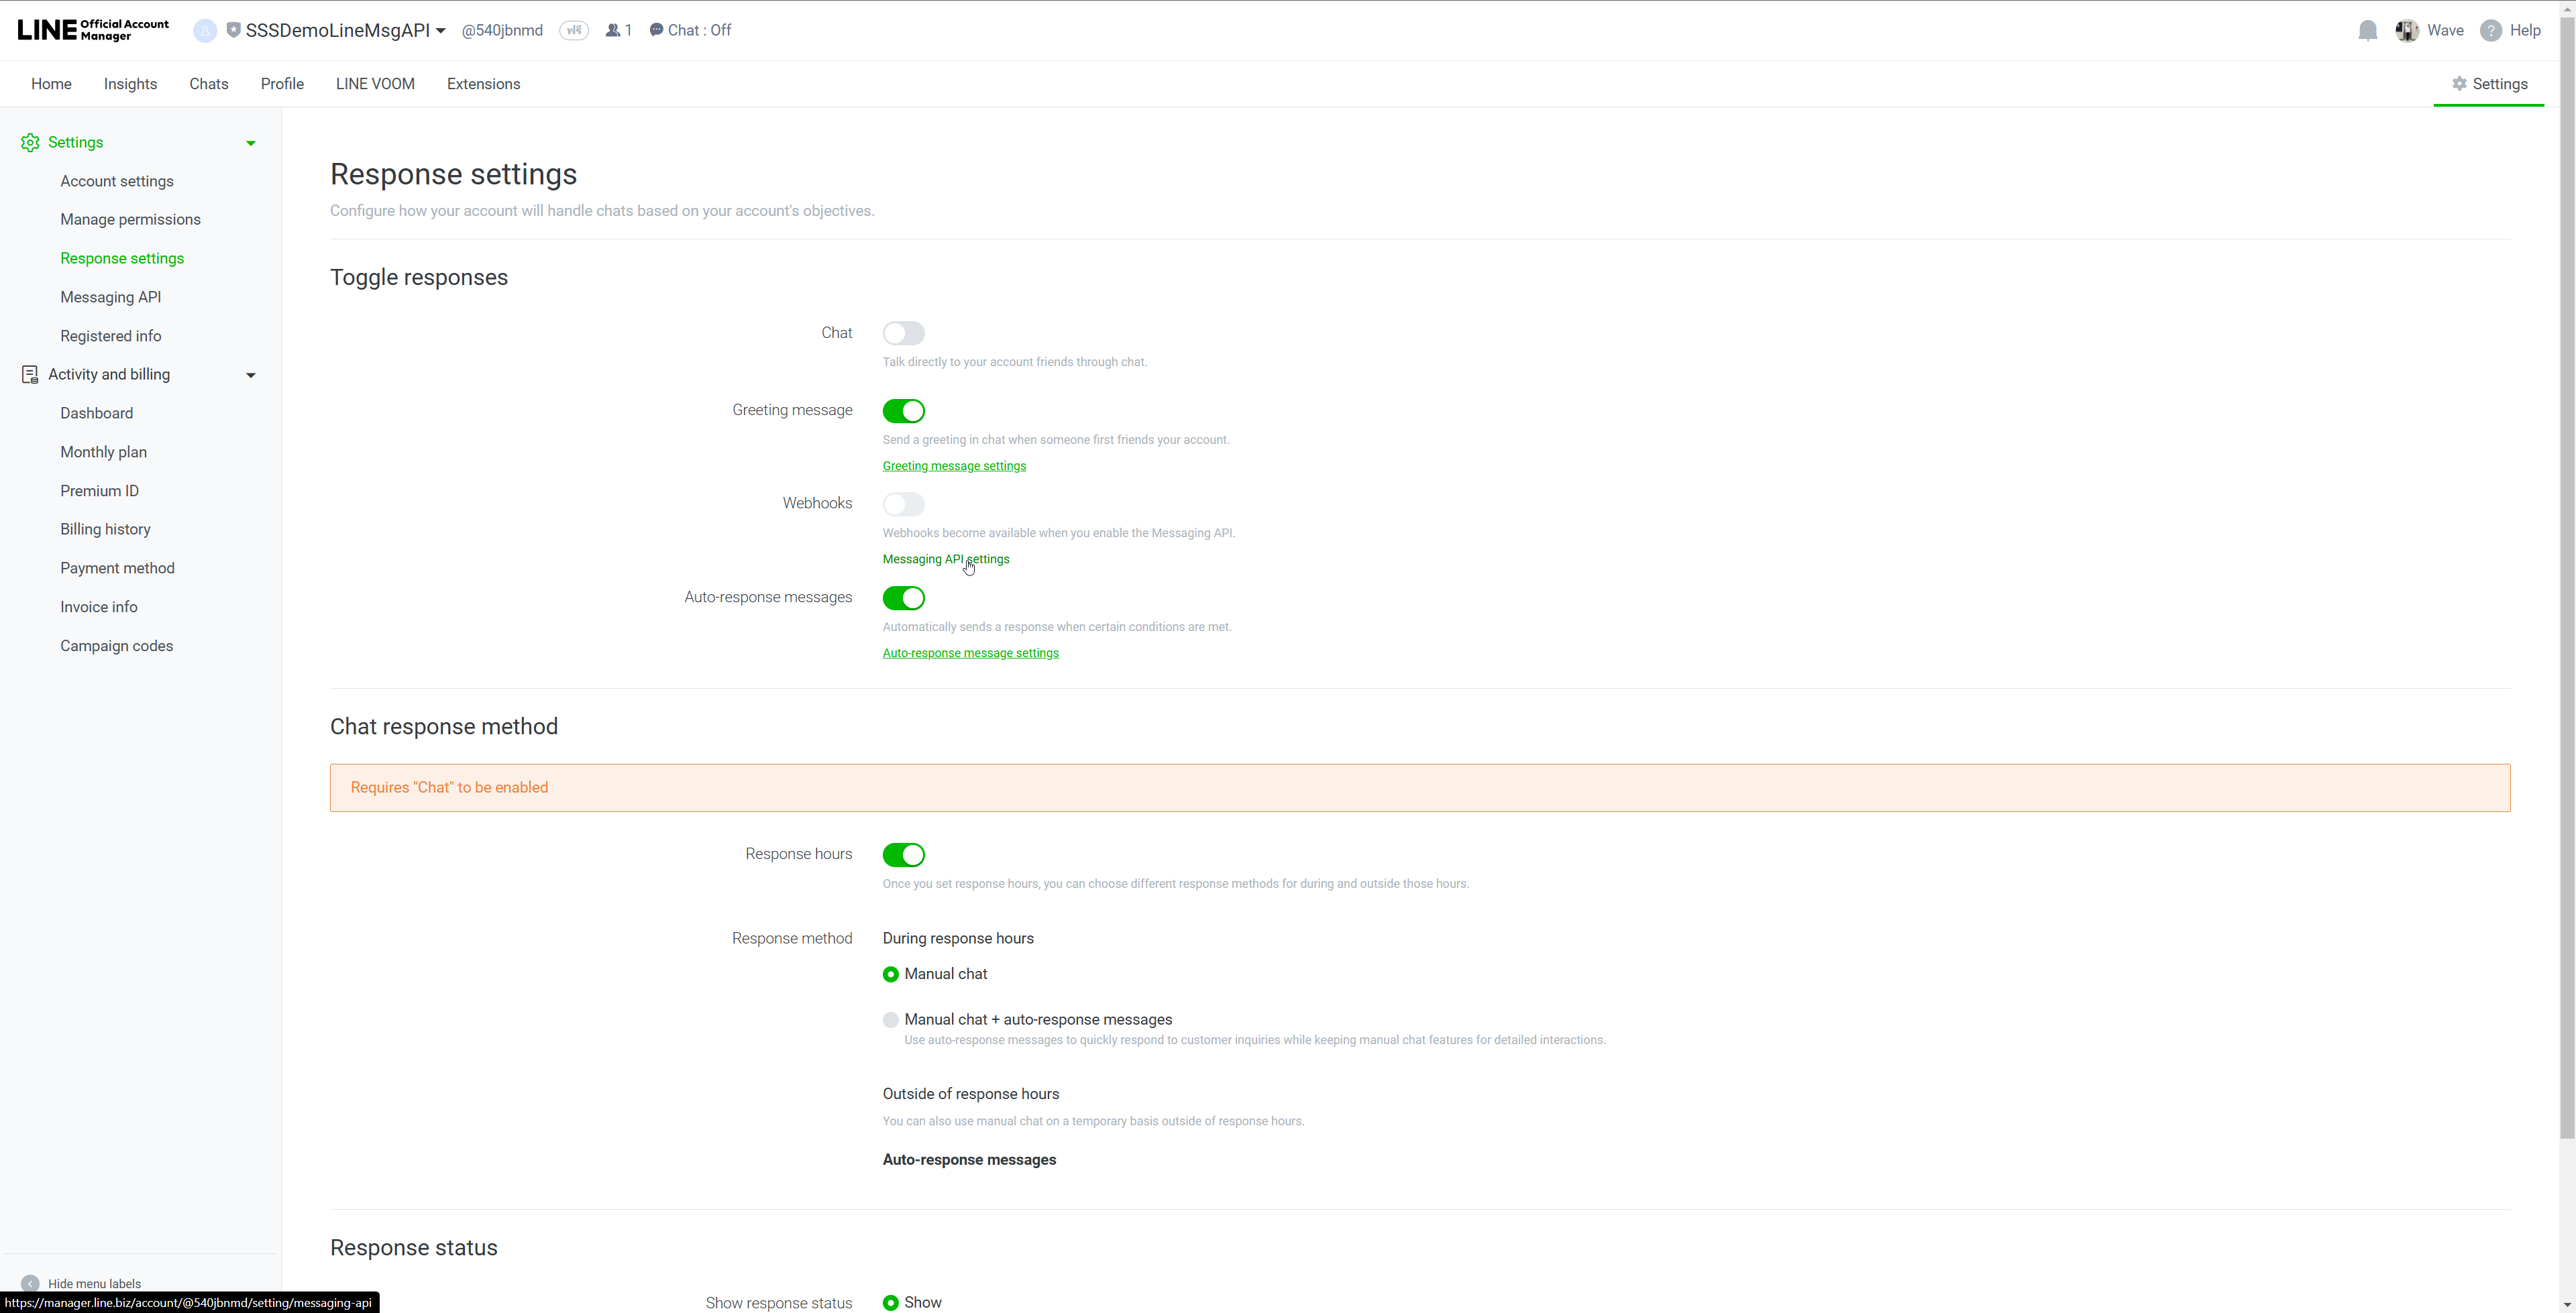 LINE Official Account Manager
SSSDemoLineMsgAPI @540jbnmd ฟรี 1 Chat : Off Wave ? Help
Home Insights Chats Profile LINE VOOM Extensions Settings
Settings
Account settings
Manage permissions
Response settings
Messaging API
Registered info
Activity and billing
Dashboard
Monthly plan
Premium ID
Billing history
Payment method
Invoice info
Campaign codes
Hide menu labels
https://manager.line.biz/account/@540jbnmd/setting/messaging-api
Response settings
Configure how your account will handle chats based on your account's objectives.
Toggle responses
Chat
Talk directly to your account friends through chat.
Greeting message
Send a greeting in chat when someone first friends your account.
Greeting message settings
Webhooks
Webhooks become available when you enable the Messaging API.
Messaging API settings
Auto-response messages
Automatically sends a response when certain conditions are met.
Auto-response message settings
Chat response method
Requires "Chat" to be enabled
Response hours
Once you set response hours, you can choose different response methods for during and outside those hours.
Response method During response hours
Manual chat
Manual chat + auto-response messages
Use auto-response messages to quickly respond to customer inquiries while keeping manual chat features for detailed interactions.
Outside of response hours
You can also use manual chat on a temporary basis outside of response hours.
Auto-response messages
Response status
Show response status Show